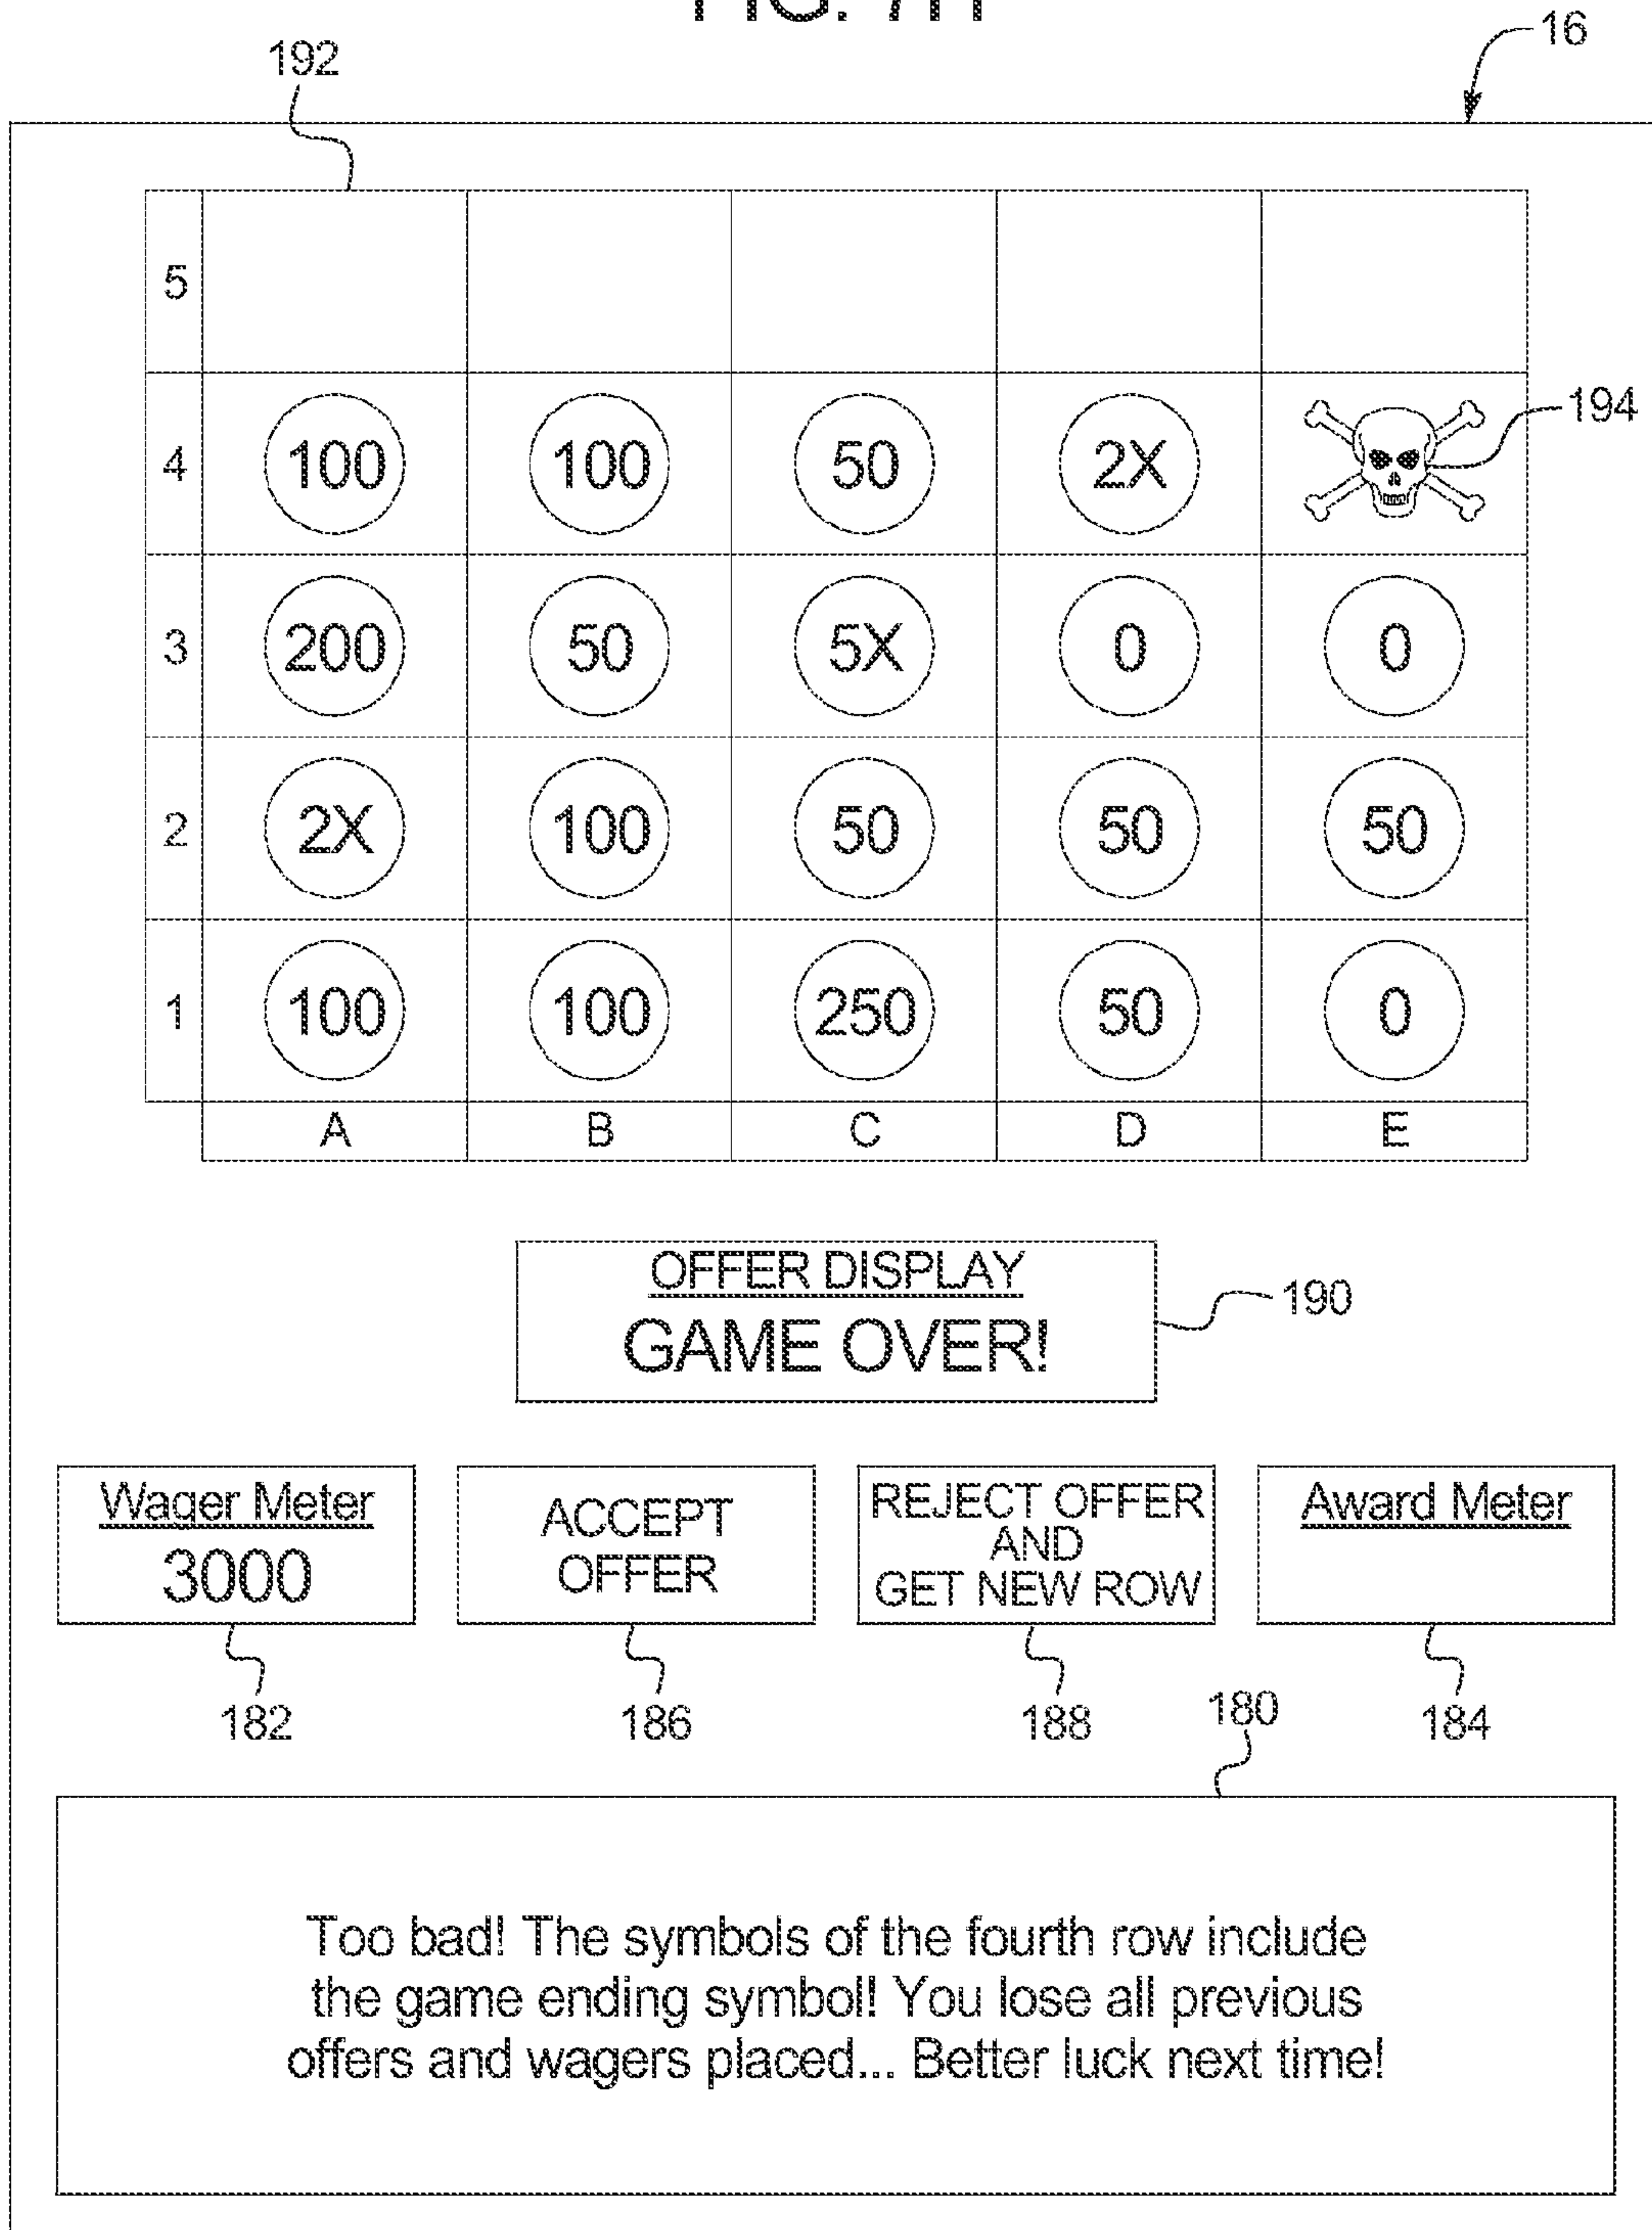 16
192
5
4 100 100 50 2X
194
3 200 50 5X 0 0
2 2X 100 50 50 50
1 100 100 250 50 0
A B C D E
OFFER DISPLAY
GAME OVER!
190
Wager Meter
3000
ACCEPT
OFFER
REJECT OFFER
AND
GET NEW ROW
Award Meter
182
186
188
180
184
Too bad! The symbols of the fourth row include
the game ending symbol! You lose all previous
offers and wagers placed... Better luck next time!